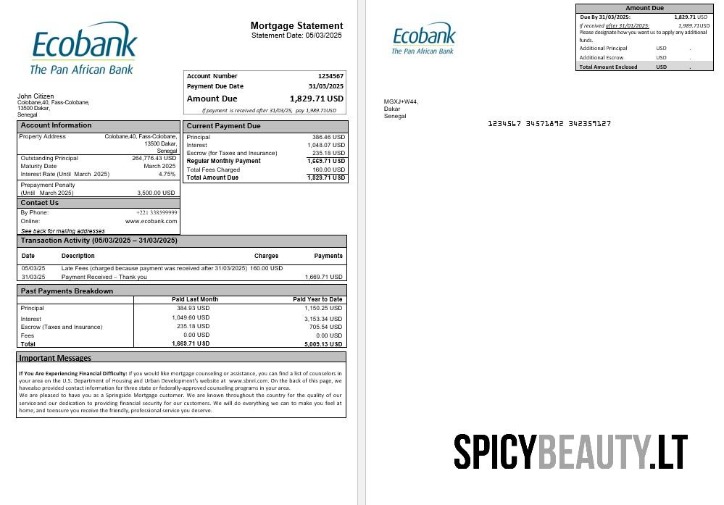 Ecobank
The Pan African Bank
Mortgage Statement
Statement Date: 05/03/2025
Account Number 1234567
Payment Due Date 31/03/2025
Amount Due 1,829.71 USD
If payment is received after 31/03/25, pay 1,989.71USD
John Citizen
Colobane,40, Fass-Colobane,
13500 Dakar,
Senegal
Account Information
Property Address: Colobane,40, Fass-Colobane,
13500 Dakar,
Senegal
Outstanding Principal 264,776.43 USD
Maturity Date March 2025
Interest Rate (Until March 2025) 4.75%
Prepayment Penalty
(Until March 2025) 3,500.00 USD
Contact Us
By Phone: +221 338599999
Online: www.ecobank.com
See back for mailing addresses
Current Payment Due
Principal 386.46 USD
Interest 1,048.07 USD
Escrow (for Taxes and Insurance) 235.18 USD
Regular Monthly Payment 1,669.71 USD
Total Fees Charged 160.00 USD
Total Amount Due 1,829.71 USD
Transaction Activity (05/03/2025 – 31/03/2025)
Date Description Charges Payments
05/03/25 Late Fees (charged because payment was received after 31/03/2025) 160.00 USD
31/03/25 Payment Received – Thank you 1,669.71 USD
Past Payments Breakdown
Paid Last Month Paid Year to Date
Principal 384.93 USD 1,150.25 USD
Interest 1,049.60 USD 3,153.34 USD
Escrow (Taxes and Insurance) 235.18 USD 705.54 USD
Fees 0.00 USD 0.00 USD
Total 1,669.71 USD 5,009.13 USD
Important Messages
If You Are Experiencing Financial Difficulty: If you would like mortgage counseling or assistance, you can find a list of counselors in
your area on the U.S. Department of Housing and Urban Development's website at On the back of this page, we
havealso provided contact information for three state or federally-approved counseling programs in your area.
We are pleased to have you as a Springside Mortgage customer. We are known throughout the country for the quality of our
service and our dedication to providing financial security for our customers. We will do everything we can to make you feel at
home, and to ensure you receive the friendly, professional service you deserve.
Ecobank
The Pan African Bank
Amount Due
Due By 31/03/2025: 1,829.71 USD
If received after 31/03/2025: 1,989.71USD
Please designate how you want us to apply any additional
funds.
Additional Principal USD .
Additional Escrow USD .
Total Amount Enclosed USD .
MGXJ+W44,
Dakar
Senegal
1234567 34571892 342359127
SPICYBEAUTY.LT